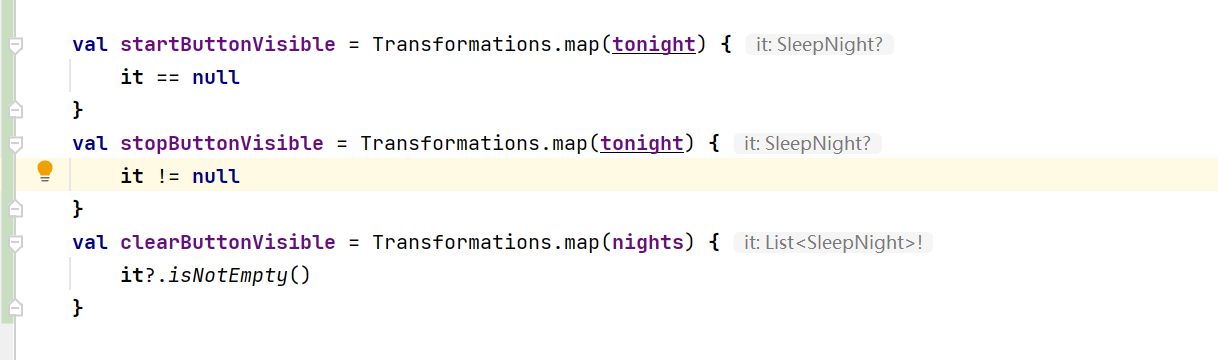 val startButtonVisible = Transformations.map(tonight) { it: SleepNight?
    it == null
}
val stopButtonVisible = Transformations.map(tonight) { it: SleepNight?
    it != null
}
val clearButtonVisible = Transformations.map(nights) { it: List<SleepNight>!
    it?.isNotEmpty()
}